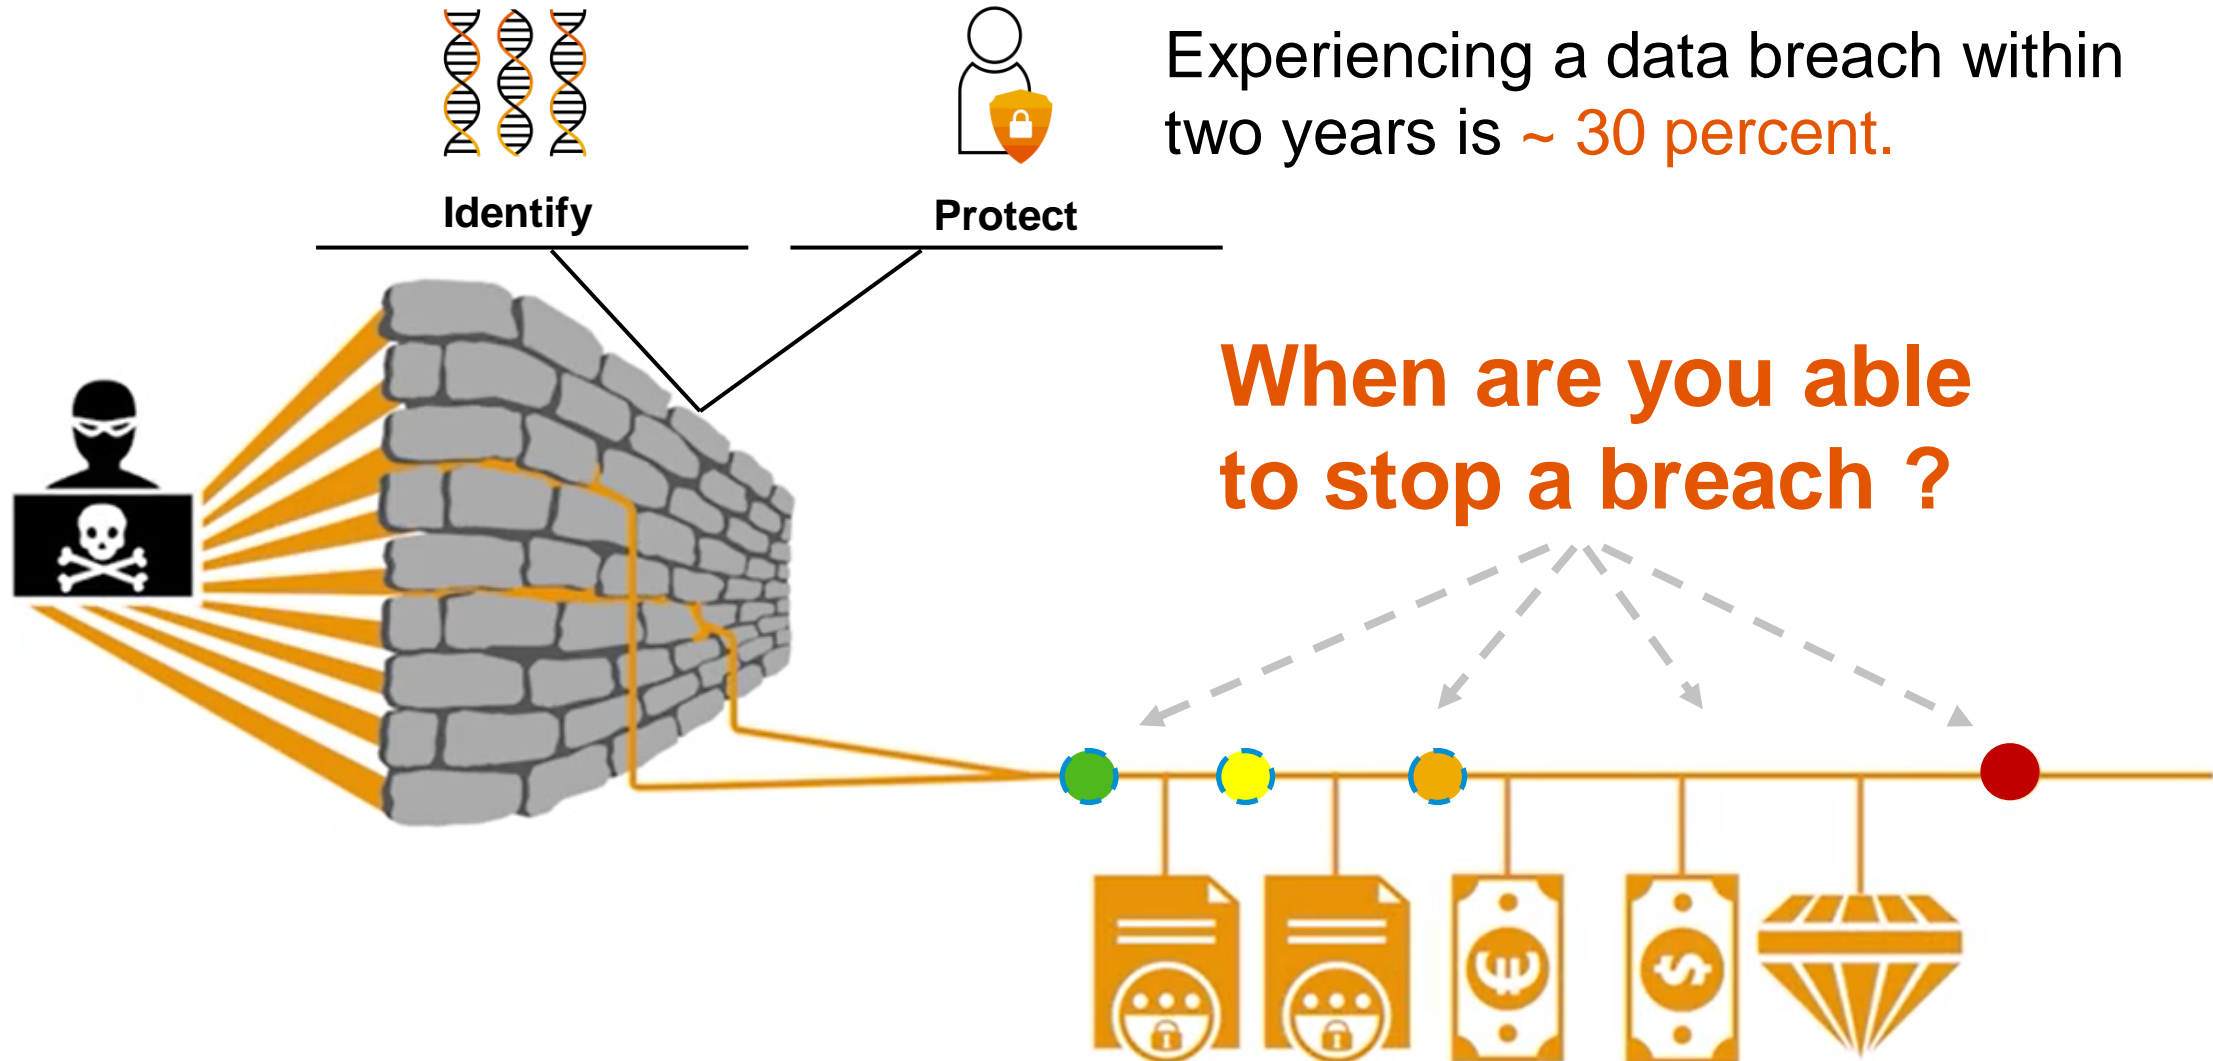 Experiencing a data breach within
two years is ~ 30 percent.
Identify
Protect
When are you able
to stop a breach ?
€
$